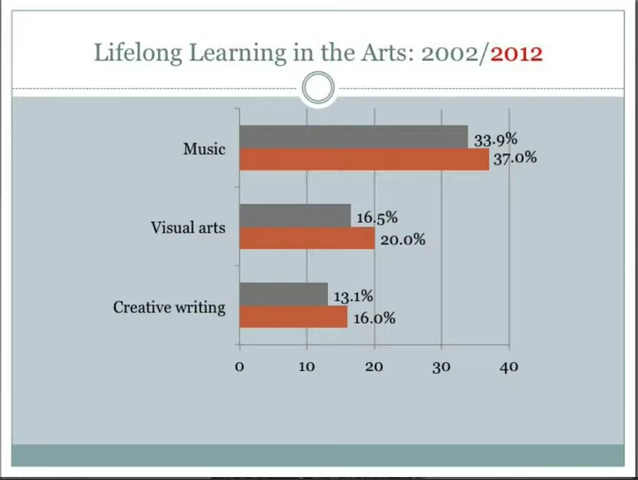 Lifelong Learning in the Arts: 2002/2012
Music
33.9%
37.0%
Visual arts
16.5%
20.0%
Creative writing
13.1%
16.0%
0 10 20 30 40